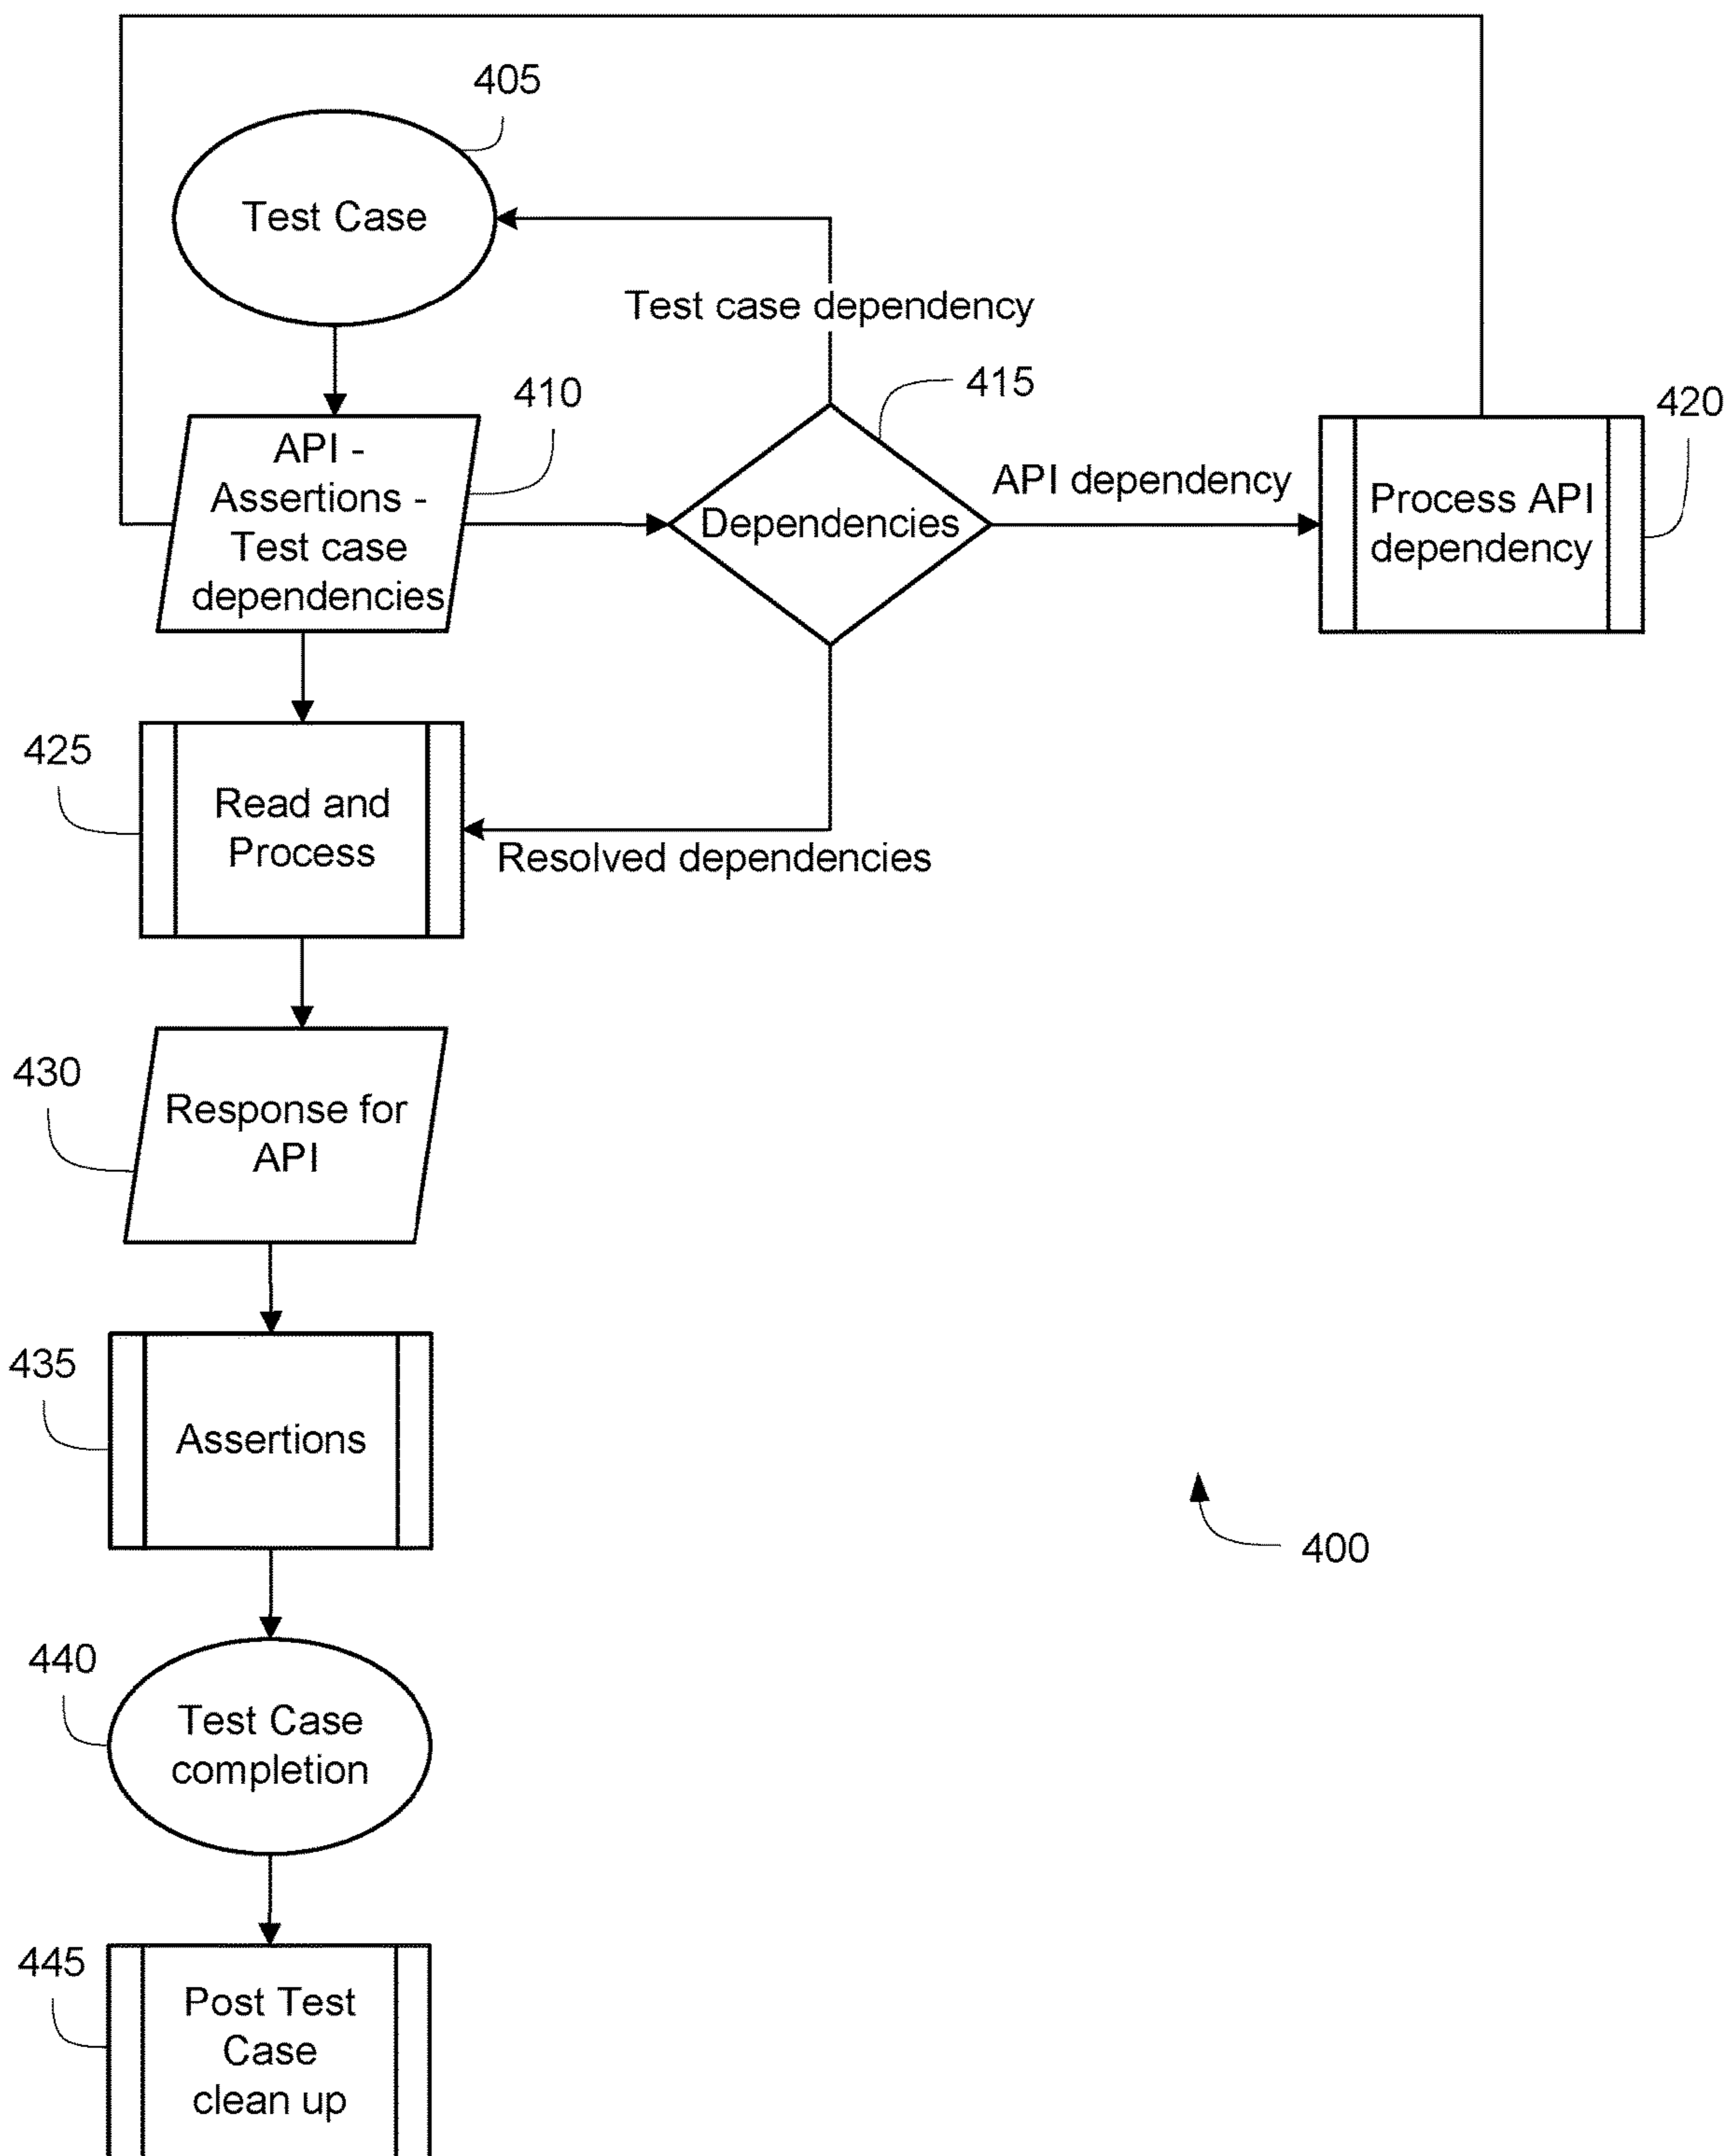 405
Test Case
Test case dependency
410
415
420
API -
Assertions -
Test case
dependencies
Dependencies
API dependency
Process API
dependency
425
Read and
Process
Resolved dependencies
430
Response for
API
435
Assertions
400
440
Test Case
completion
445
Post Test
Case
clean up